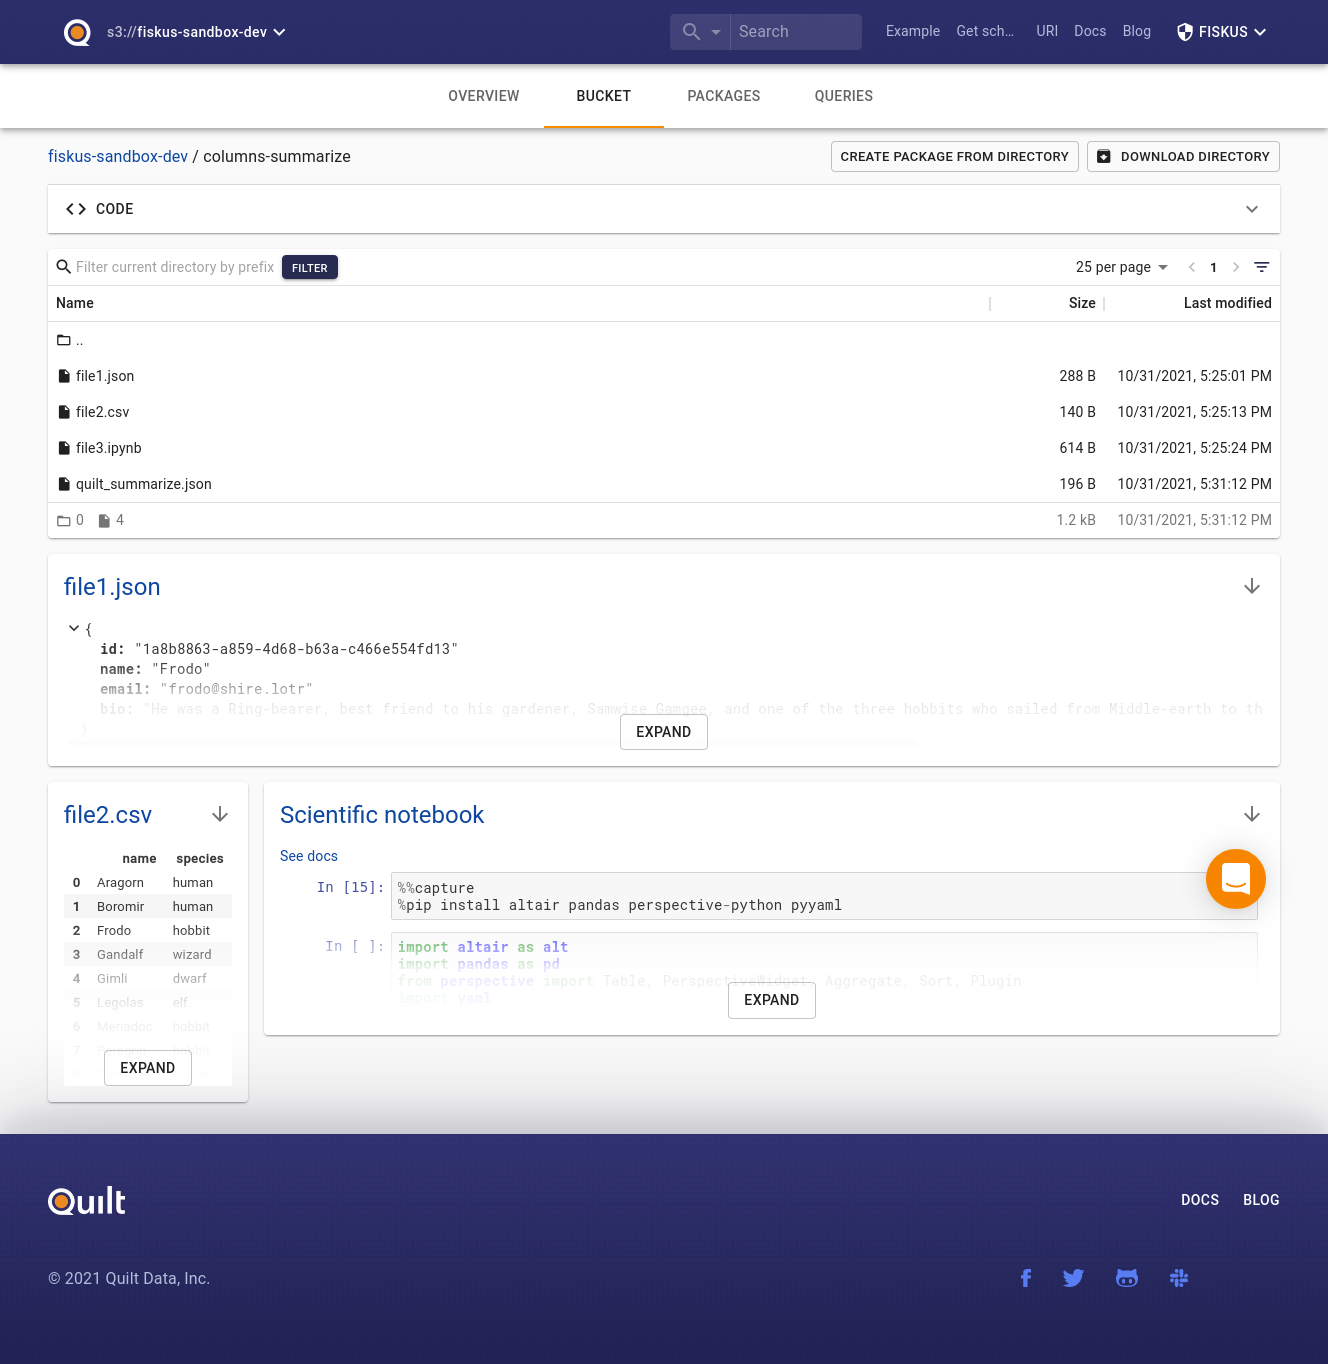 s3://fiskus-sandbox-dev
Search
Example Get sch... URI Docs Blog FISKUS
OVERVIEW BUCKET PACKAGES QUERIES
fiskus-sandbox-dev / columns-summarize
CREATE PACKAGE FROM DIRECTORY DOWNLOAD DIRECTORY
CODE
Filter current directory by prefix FILTER 25 per page 1
Name Size Last modified
..
file1.json 288 B 10/31/2021, 5:25:01 PM
file2.csv 140 B 10/31/2021, 5:25:13 PM
file3.ipynb 614 B 10/31/2021, 5:25:24 PM
quilt_summarize.json 196 B 10/31/2021, 5:31:12 PM
0 4 1.2 kB 10/31/2021, 5:31:12 PM
file1.json
{
id: "1a8b8863-a859-4d68-b63a-c466e554fd13"
name: "Frodo"
email: "frodo@shire.lotr"
bio: "He was a Ring-bearer, best friend to his gardener, Samwise Gamgee, and one of the three hobbits who sailed from Middle-earth to th
}
EXPAND
file2.csv
name species
0 Aragorn human
1 Boromir human
2 Frodo hobbit
3 Gandalf wizard
4 Gimli dwarf
5 Legolas elf
6 Meriadoc hobbit
7
EXPAND
Scientific notebook
See docs
In [15]: %%capture
%pip install altair pandas perspective-python pyyaml
In [ ]: import altair as alt
import pandas as pd
from perspective import Table, PerspectiveWidget, Aggregate, Sort, Plugin
import yaml
EXPAND
Quilt
DOCS BLOG
© 2021 Quilt Data, Inc.